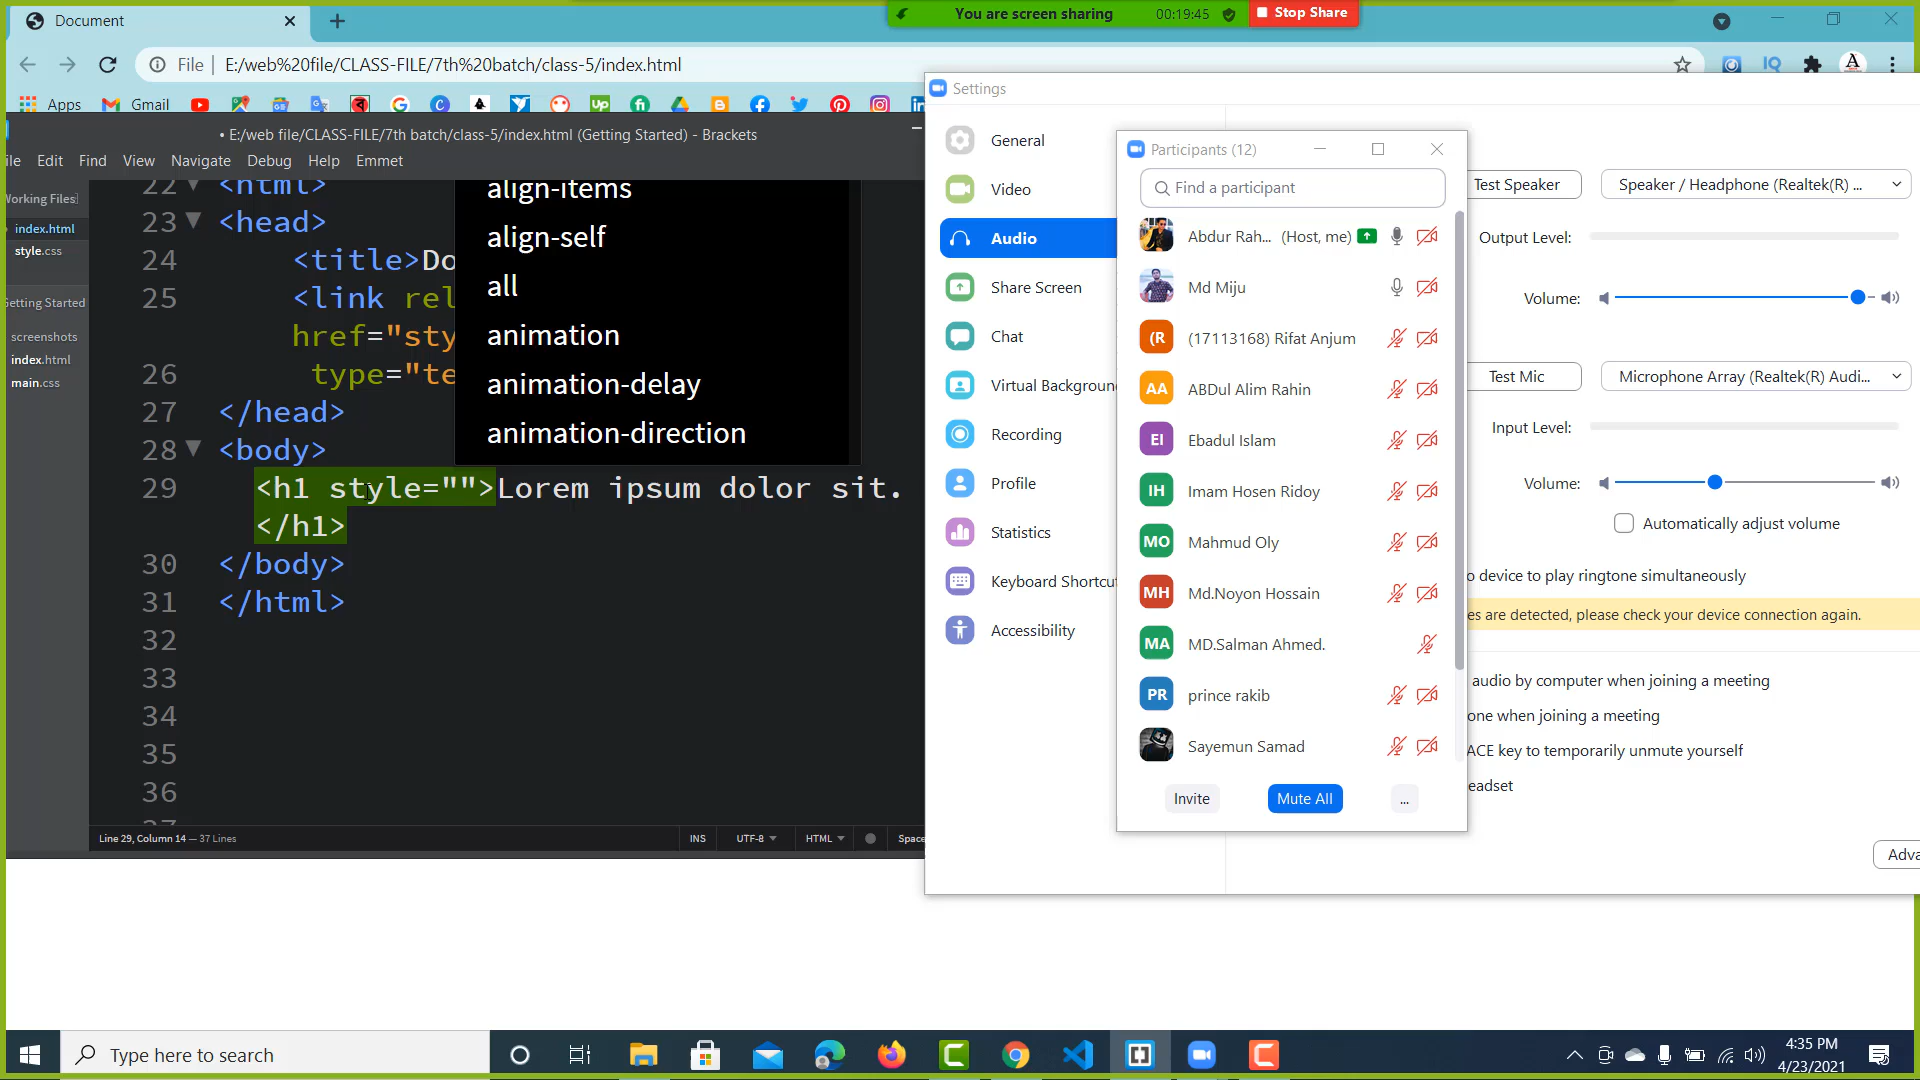 Document
You are screen sharing
00:19:45
Stop Share
File
E:/web%20file/CLASS-FILE/7th%20batch/class-5/index.html
Apps
Gmail
• E:/web file/CLASS-FILE/7th batch/class-5/index.html (Getting Started) - Brackets
ile Edit Find View Navigate Debug Help Emmet
Working Files
index.html
style.css
Getting Started
screenshots
index.html
main.css
22 <html>
23 <head>
24 <title>Do
25 <link rel
href="sty
26 type="te
27 </head>
28 <body>
29 <h1 style="">Lorem ipsum dolor sit.
</h1>
30 </body>
31 </html>
32
33
34
35
36
37
align-items
align-self
all
animation
animation-delay
animation-direction
Line 29, Column 14 — 37 Lines
INS
UTF-8
HTML
Space
Settings
General
Video
Audio
Share Screen
Chat
Virtual Background
Recording
Profile
Statistics
Keyboard Shortcu
Accessibility
Participants (12)
Find a participant
Abdur Rah... (Host, me)
Md Miju
(R (17113168) Rifat Anjum
AA ABDul Alim Rahin
EI Ebadul Islam
IH Imam Hosen Ridoy
MO Mahmud Oly
MH Md.Noyon Hossain
MA MD.Salman Ahmed.
PR prince rakib
Sayemun Samad
Invite
Mute All
...
Test Speaker
Speaker / Headphone (Realtek(R) ...
Output Level:
Volume:
Test Mic
Microphone Array (Realtek(R) Audi...
Input Level:
Volume:
Automatically adjust volume
o device to play ringtone simultaneously
es are detected, please check your device connection again.
audio by computer when joining a meeting
one when joining a meeting
ACE key to temporarily unmute yourself
eadset
Adva
Type here to search
4:35 PM
4/23/2021